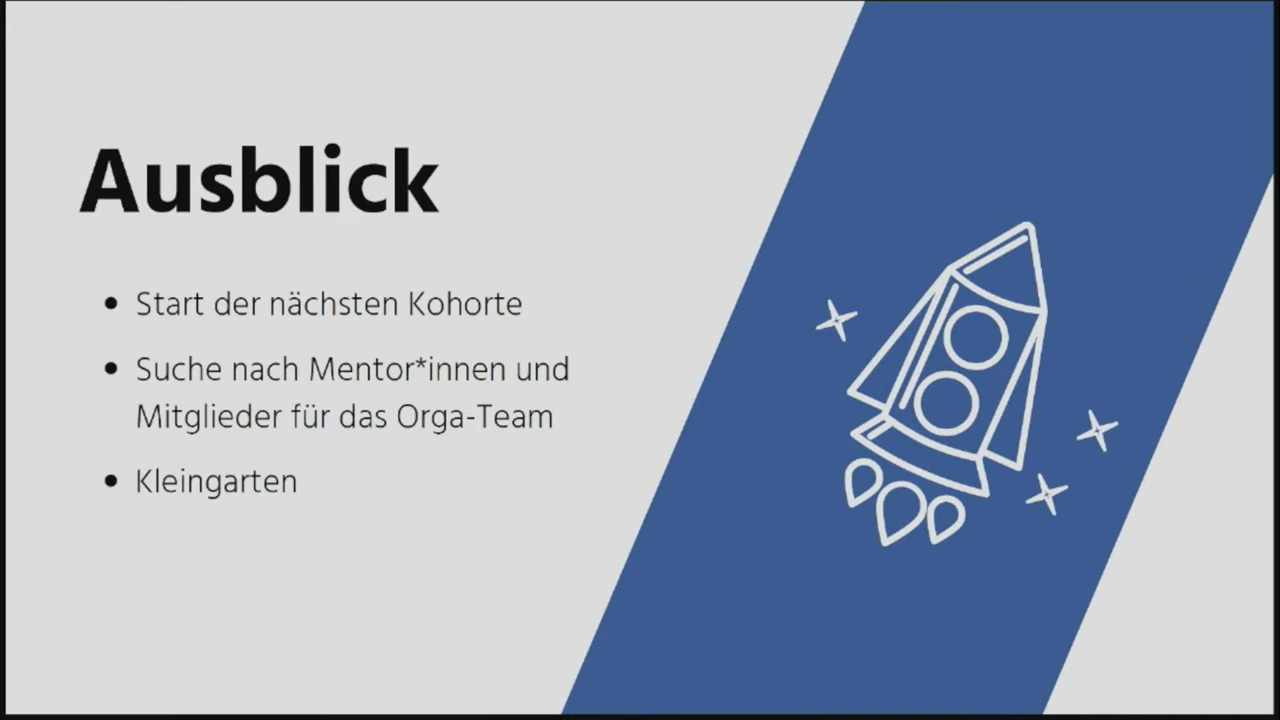 Ausblick
Start der nächsten Kohorte
Suche nach Mentor*innen und
Mitglieder für das Orga-Team
Kleingarten